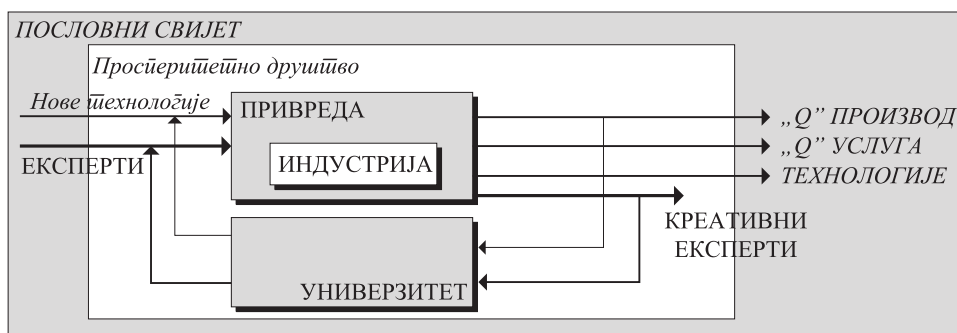 ПОСЛОВНИ СВИЈЕТ
Просперитетно друштво
Нове технологије
ПРИВРЕДА
„Q” ПРОИЗВОД
„Q” УСЛУГА
ЕКСПЕРТИ
ИНДУСТРИЈА
ТЕХНОЛОГИЈЕ
КРЕАТИВНИ
ЕКСПЕРТИ
УНИВЕРЗИТЕТ